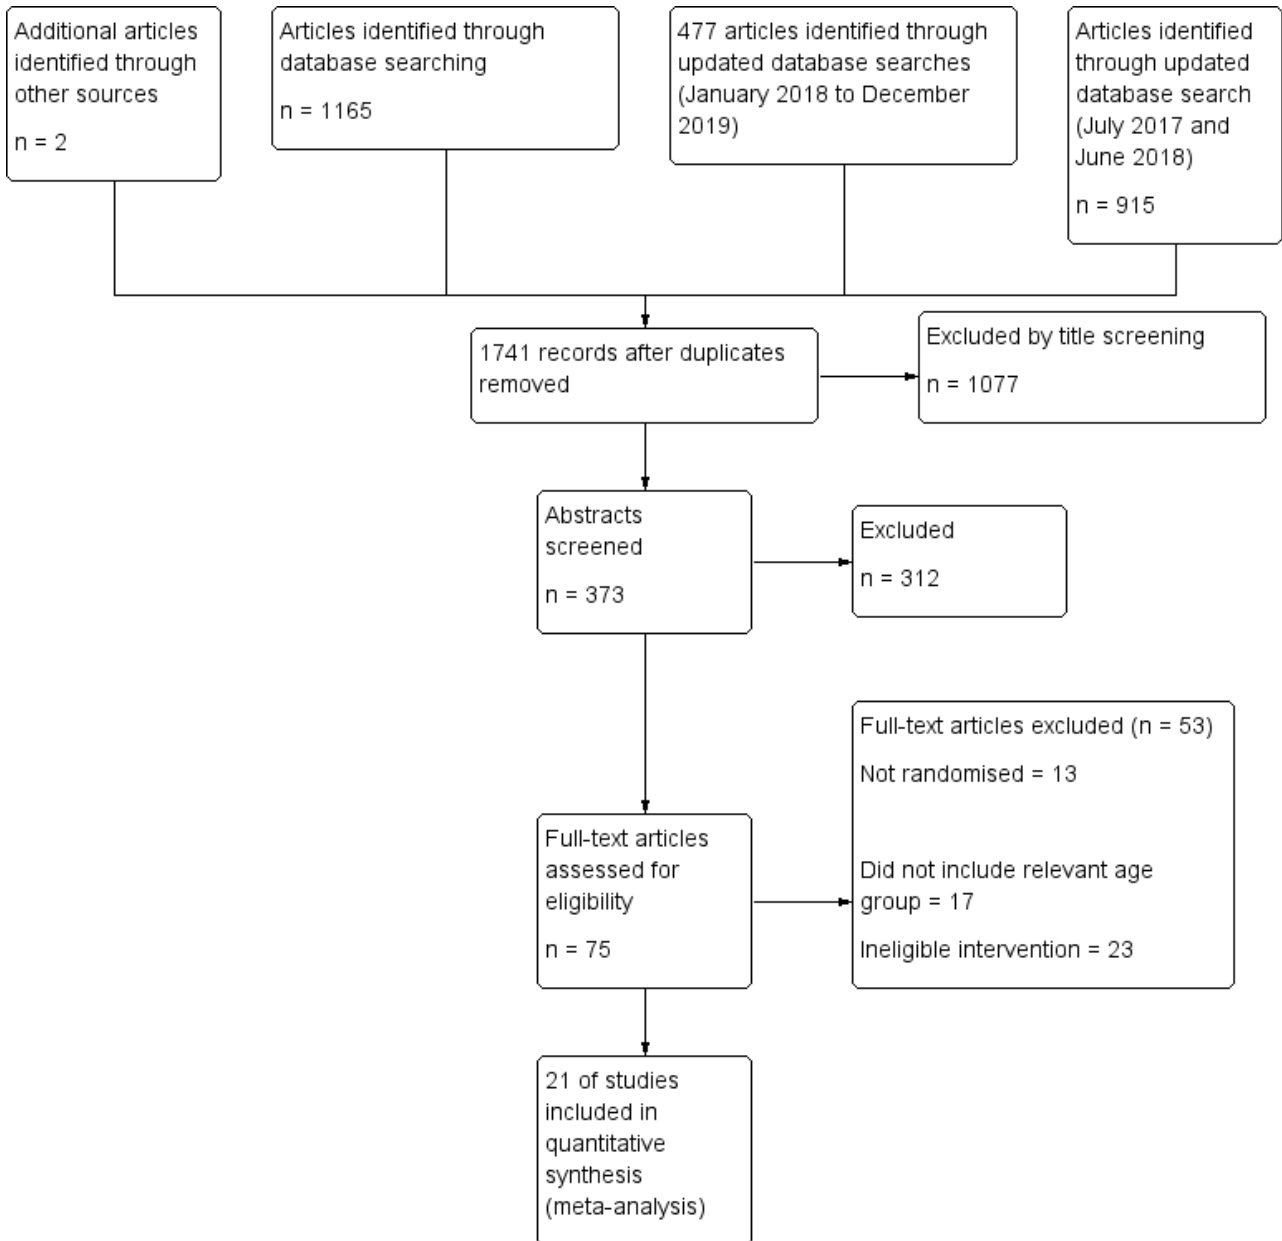 Additional articles
identified through
other sources
n = 2
Articles identified through
database searching
n = 1165
477 articles identified through
updated database searches
(January 2018 to December
2019)
Articles identified
through updated
database search
(July 2017 and
June 2018)
n = 915
1741 records after duplicates
removed
Excluded by title screening
n = 1077
Abstracts
screened
n = 373
Excluded
n = 312
Full-text articles
assessed for
eligibility
n = 75
Full-text articles excluded (n = 53)
Not randomised = 13
Did not include relevant age
group = 17
Ineligible intervention = 23
21 of studies
included in
quantitative
synthesis
(meta-analysis)